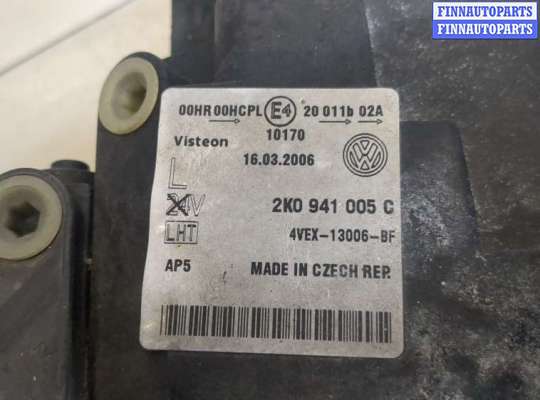 FINNAUTOPARTS
FINNAUTOPARTS
00HR 00HCPL E4 20 011b 02A
10170
Visteon
16.03.2006
L
24V
2K0 941 005 C
LHT
4VEX-13006-BF
AP5
MADE IN CZECH REP.